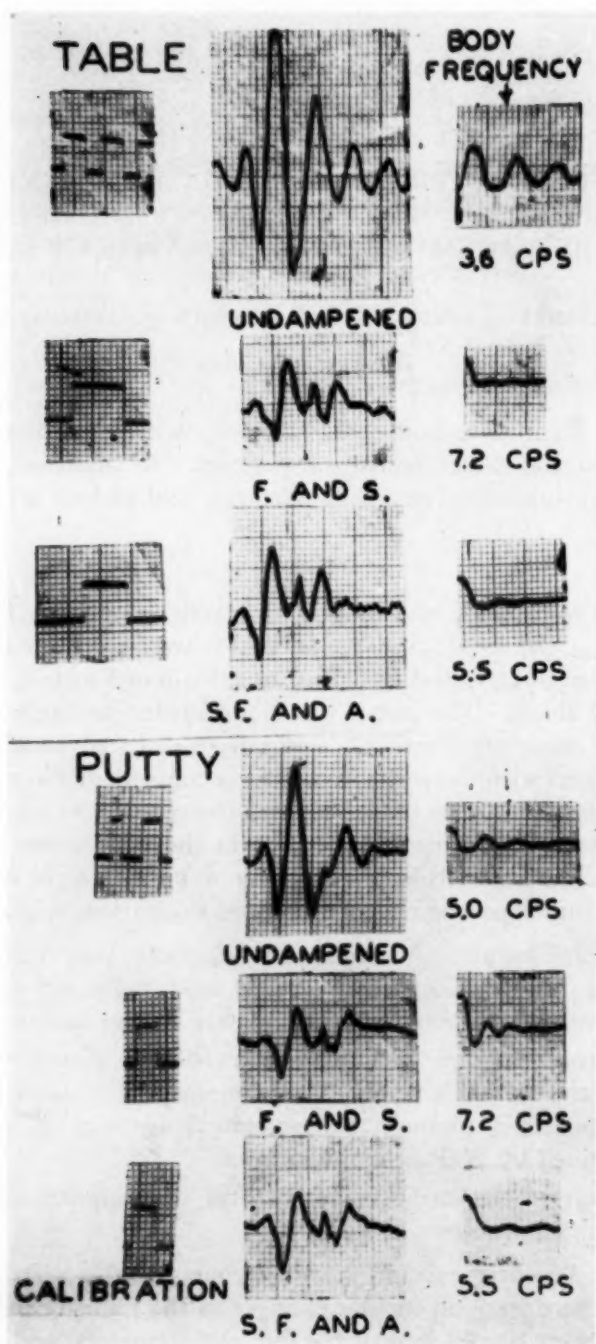 TABLE
BODY
FREQUENCY
3.6 CPS
UNDAMPENED
7.2 CPS
F. AND S.
5.5 CPS
S. F. AND A.
PUTTY
5.0 CPS
UNDAMPENED
F. AND S.
7.2 CPS
CALIBRATION
5.5 CPS
S. F. AND A.